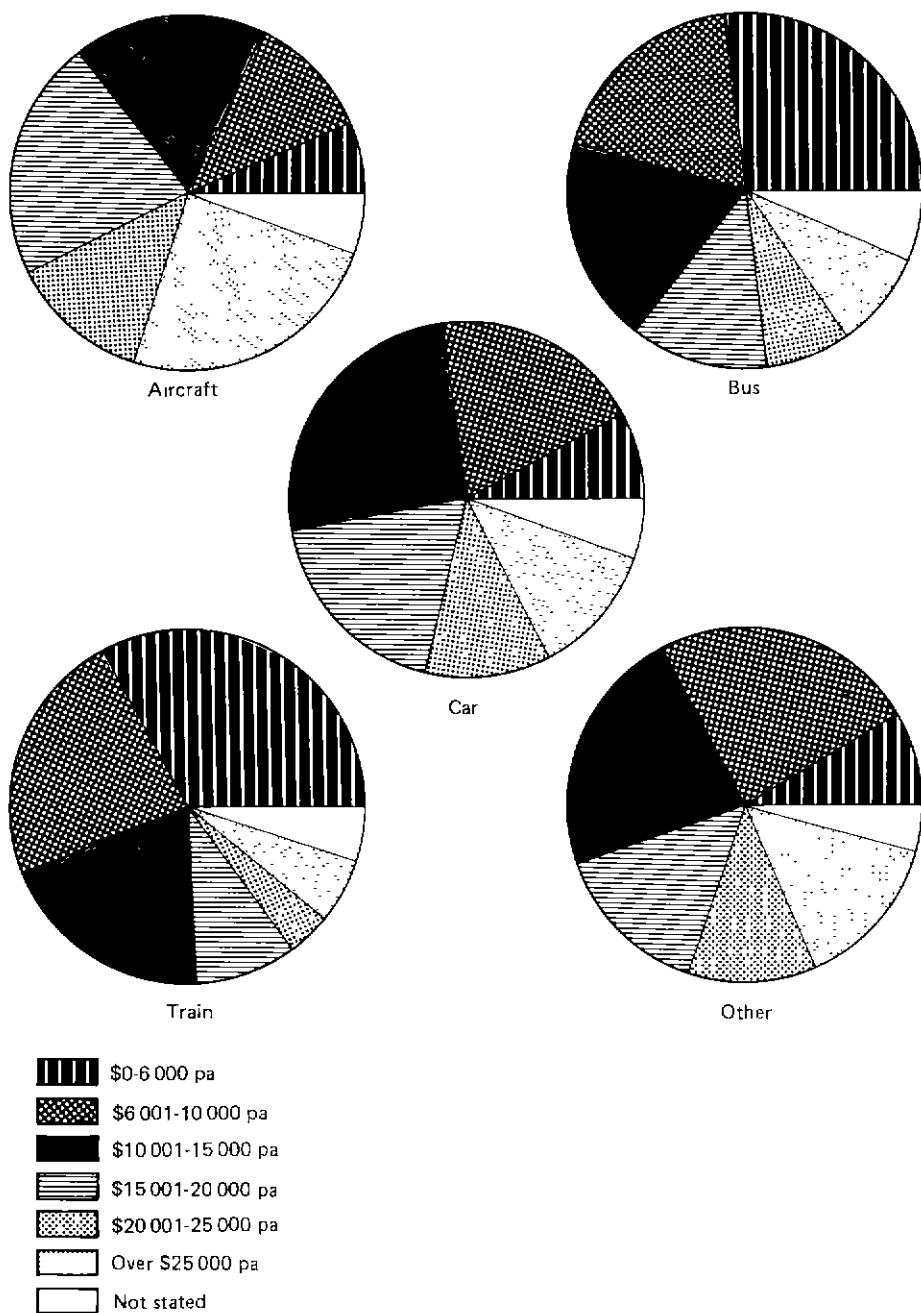 Aircraft
Bus
Car
Train
Other
$0-6 000 pa
$6 001-10 000 pa
$10 001-15 000 pa
$15 001-20 000 pa
$20 001-25 000 pa
Over $25 000 pa
Not stated